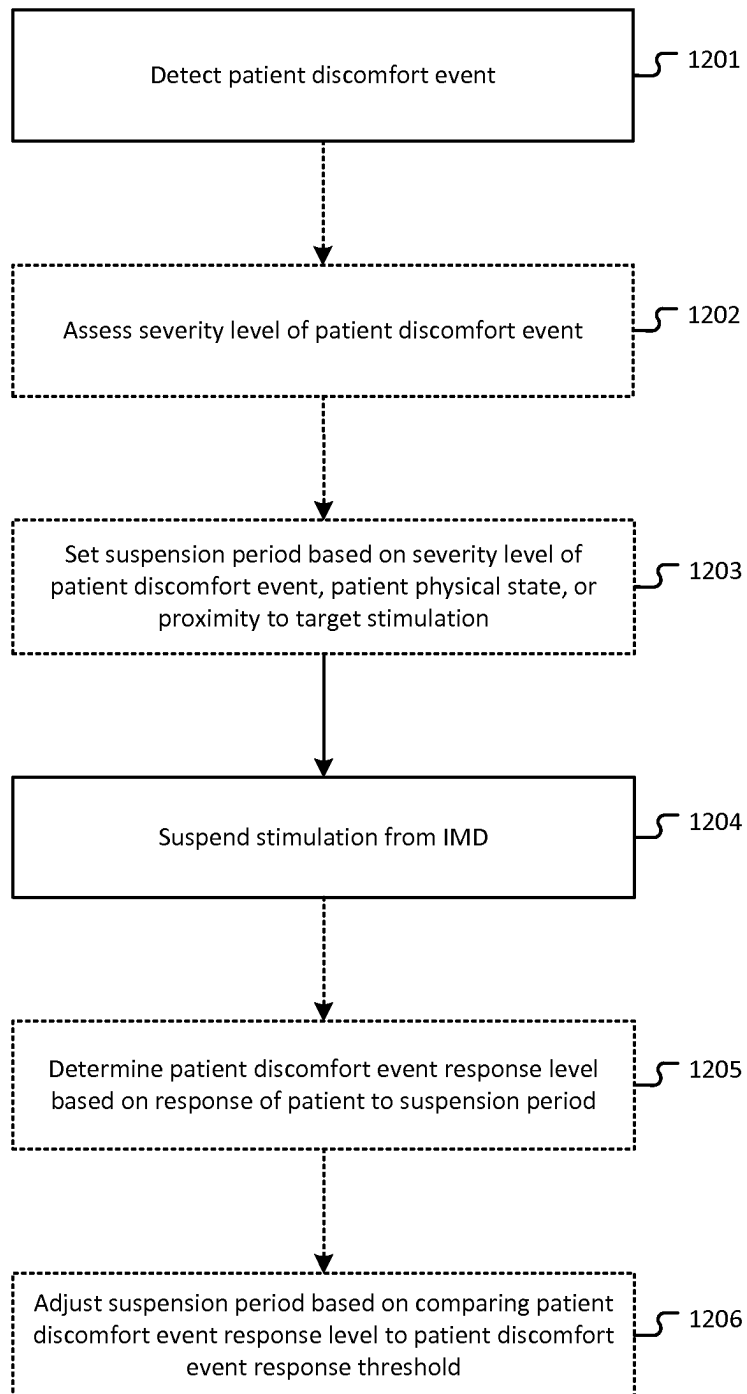 Detect patient discomfort event
1201
Assess severity level of patient discomfort event
1202
Set suspension period based on severity level of
patient discomfort event, patient physical state, or
proximity to target stimulation
1203
Suspend stimulation from IMD
1204
Determine patient discomfort event response level
based on response of patient to suspension period
1205
Adjust suspension period based on comparing patient
discomfort event response level to patient discomfort
event response threshold
1206